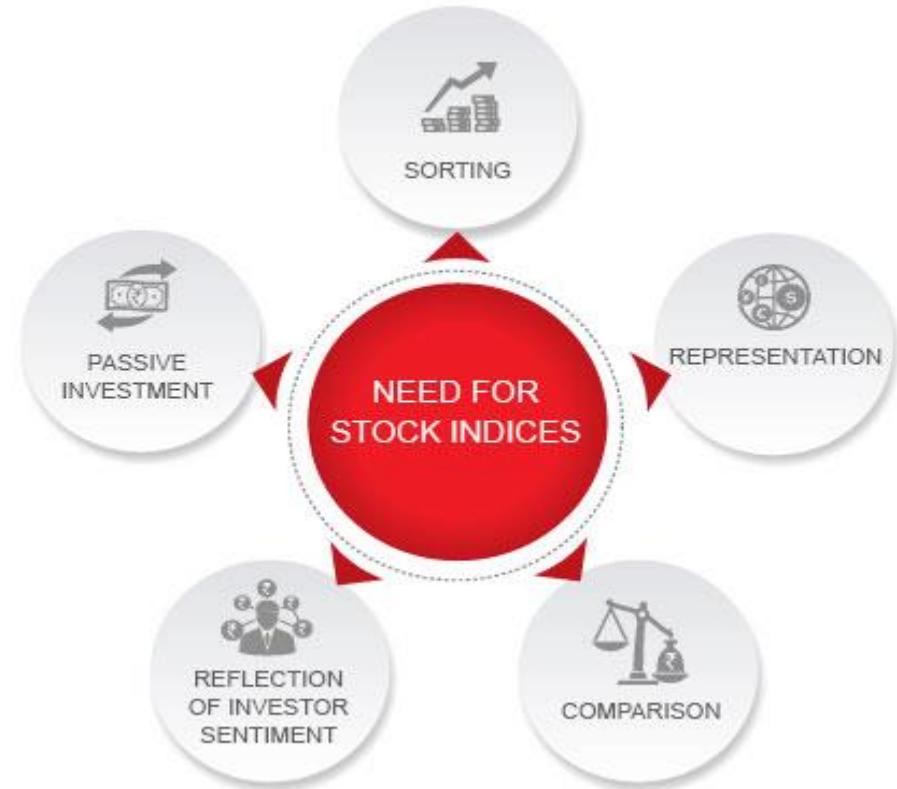 SORTING
PASSIVE
INVESTMENT
REPRESENTATION
NEED FOR
STOCK INDICES
REFLECTION
OF INVESTOR
SENTIMENT
COMPARISON